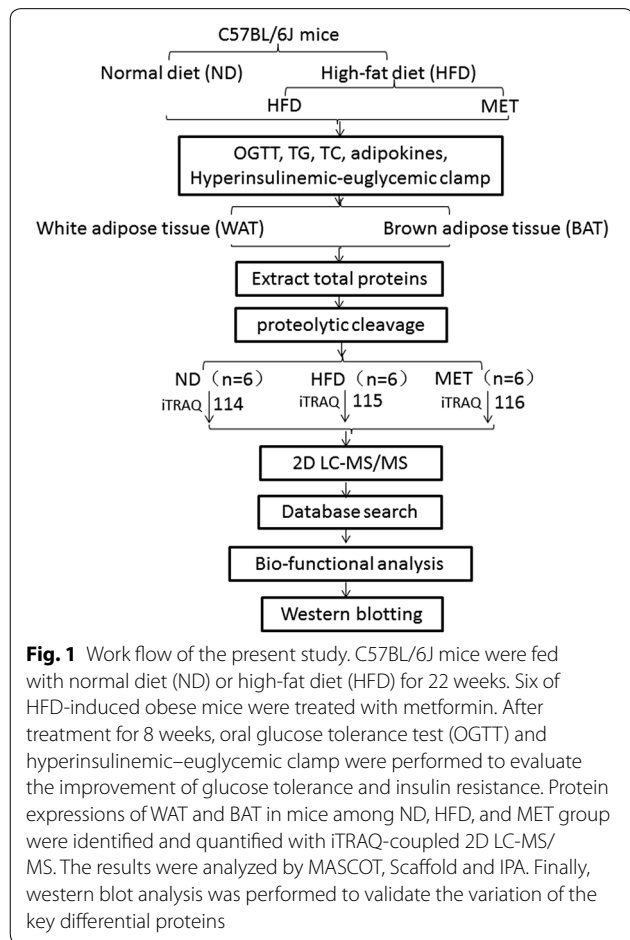 C57BL/6J mice
Normal diet (ND) High-fat diet (HFD)
HFD MET
OGTT, TG, TC, adipokines,
Hyperinsulinemic-euglycemic clamp
White adipose tissue (WAT) Brown adipose tissue (BAT)
Extract total proteins
proteolytic cleavage
ND（n=6） HFD（n=6） MET（n=6）
iTRAQ 114 iTRAQ 115 iTRAQ 116
2D LC-MS/MS
Database search
Bio-functional analysis
Western blotting
Fig. 1 Work flow of the present study. C57BL/6J mice were fed
with normal diet (ND) or high-fat diet (HFD) for 22 weeks. Six of
HFD-induced obese mice were treated with metformin. After
treatment for 8 weeks, oral glucose tolerance test (OGTT) and
hyperinsulinemic–euglycemic clamp were performed to evaluate
the improvement of glucose tolerance and insulin resistance. Protein
expressions of WAT and BAT in mice among ND, HFD, and MET group
were identified and quantified with iTRAQ-coupled 2D LC-MS/
MS. The results were analyzed by MASCOT, Scaffold and IPA. Finally,
western blot analysis was performed to validate the variation of the
key differential proteins